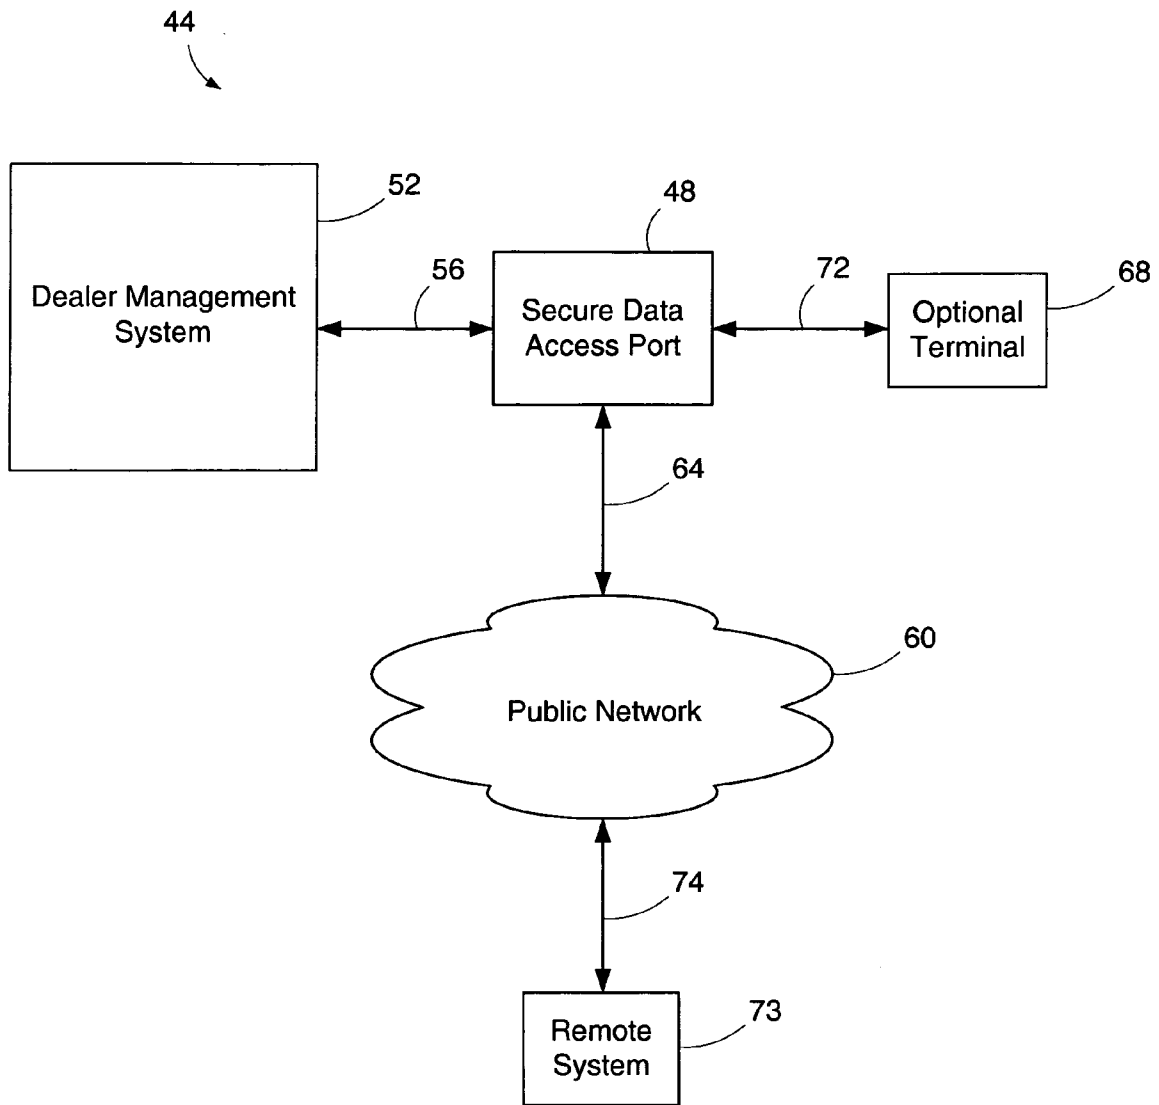 44
52
48
56
72
68
Dealer Management
System
Secure Data
Access Port
Optional
Terminal
64
60
Public Network
74
73
Remote
System